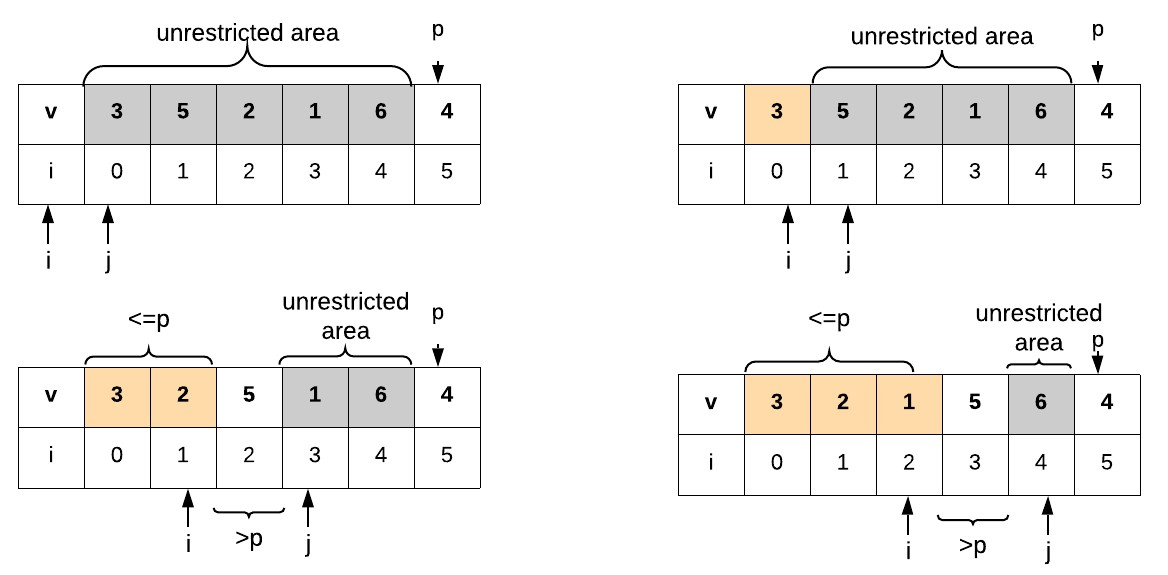 unrestricted area
p
v 3 5 2 1 6 4
i 0 1 2 3 4 5
i j
unrestricted area
p
v 3 5 2 1 6 4
i 0 1 2 3 4 5
i j
<=p
unrestricted
area
p
v 3 2 5 1 6 4
i 0 1 2 3 4 5
i >p j
<=p
unrestricted
area
p
v 3 2 1 5 6 4
i 0 1 2 3 4 5
i >p j